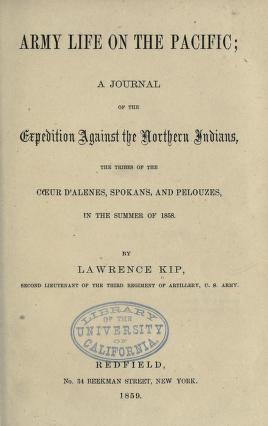 ARMY LIFE ON THE PACIFIC;
A JOURNAL
OF THE
Expedition Against the Northern Indians,
THE TRIBES OF THE
CŒUR D'ALENES, SPOKANS, AND PELOUZES,
IN THE SUMMER OF 1858.
BY
LAWRENCE KIP,
SECOND LIEUTENANT OF THE THIRD REGIMENT OF ARTILLERY, U. S. ARMY.
LIBRARY
OF THE
UNIVERSITY
OF
CALIFORNIA.
REDFIELD,
No. 34 BEEKMAN STREET, NEW YORK.
1859.